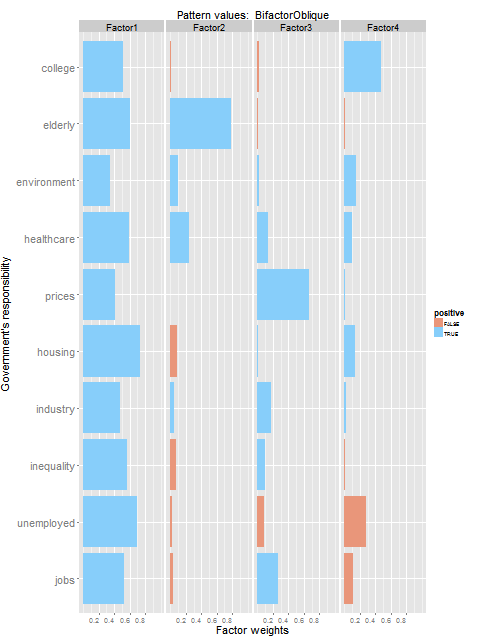 Pattern values: BifactorOblique
Factor1 Factor2 Factor3 Factor4
college
elderly
environment
healthcare
prices
housing
industry
inequality
unemployed
jobs
Government's responsibility
0.2 0.4 0.6 0.8 0.2 0.4 0.6 0.8 0.2 0.4 0.6 0.8 0.2 0.4 0.6 0.8
Factor weights
positive
FALSE
TRUE